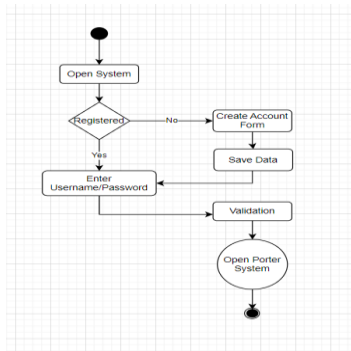 Open System
Registered
No
Create Account
Form
Save Data
Yes
Enter
Username/Password
Validation
Open Porter
System